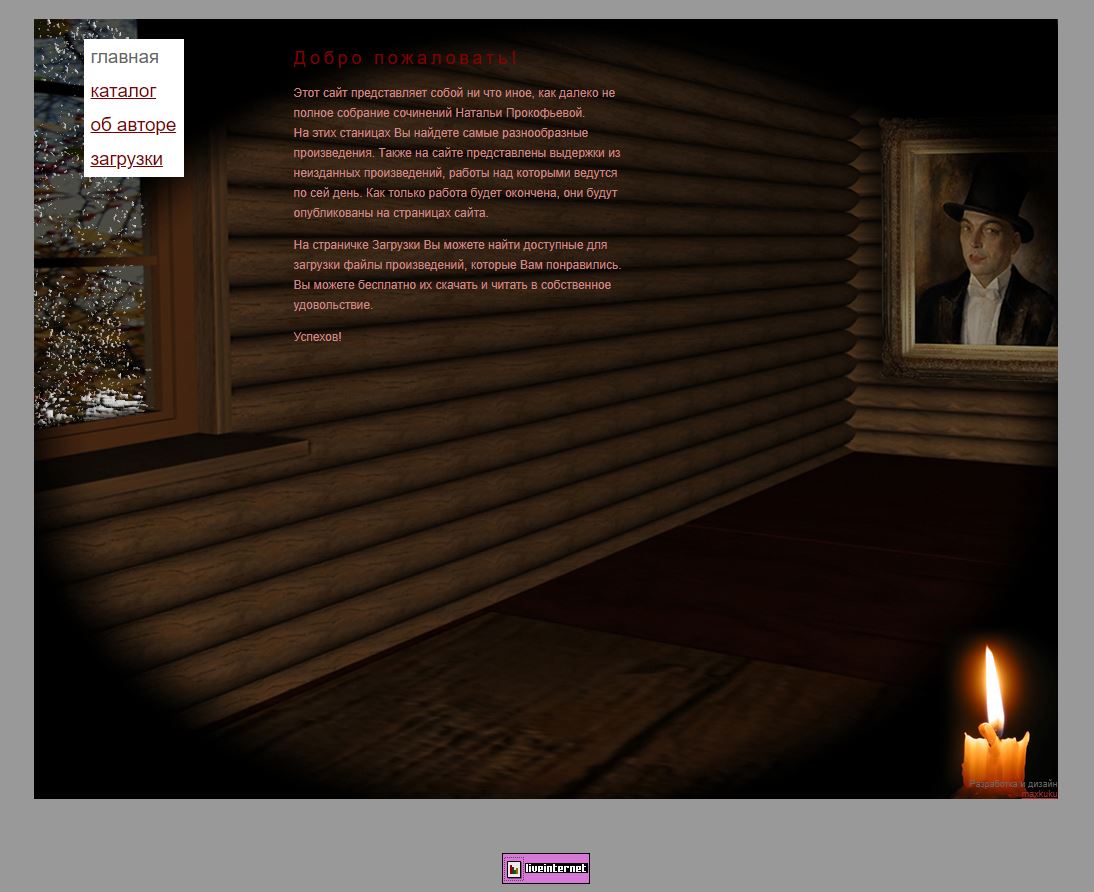 главная
каталог
об авторе
загрузки
Добро пожаловать!
Этот сайт представляет собой ни что иное, как далеко не
полное собрание сочинений Натальи Прокофьевой.
На этих станицах Вы найдете самые разнообразные
произведения. Также на сайте представлены выдержки из
неизданных произведений, работы над которыми ведутся
по сей день. Как только работа будет окончена, они будут
опубликованы на страницах сайта.
На страничке Загрузки Вы можете найти доступные для
загрузки файлы произведений, которые Вам понравились.
Вы можете бесплатно их скачать и читать в собственное
удовольствие.
Успехов!
Разработка и дизайн
maxkuku
liveinternet